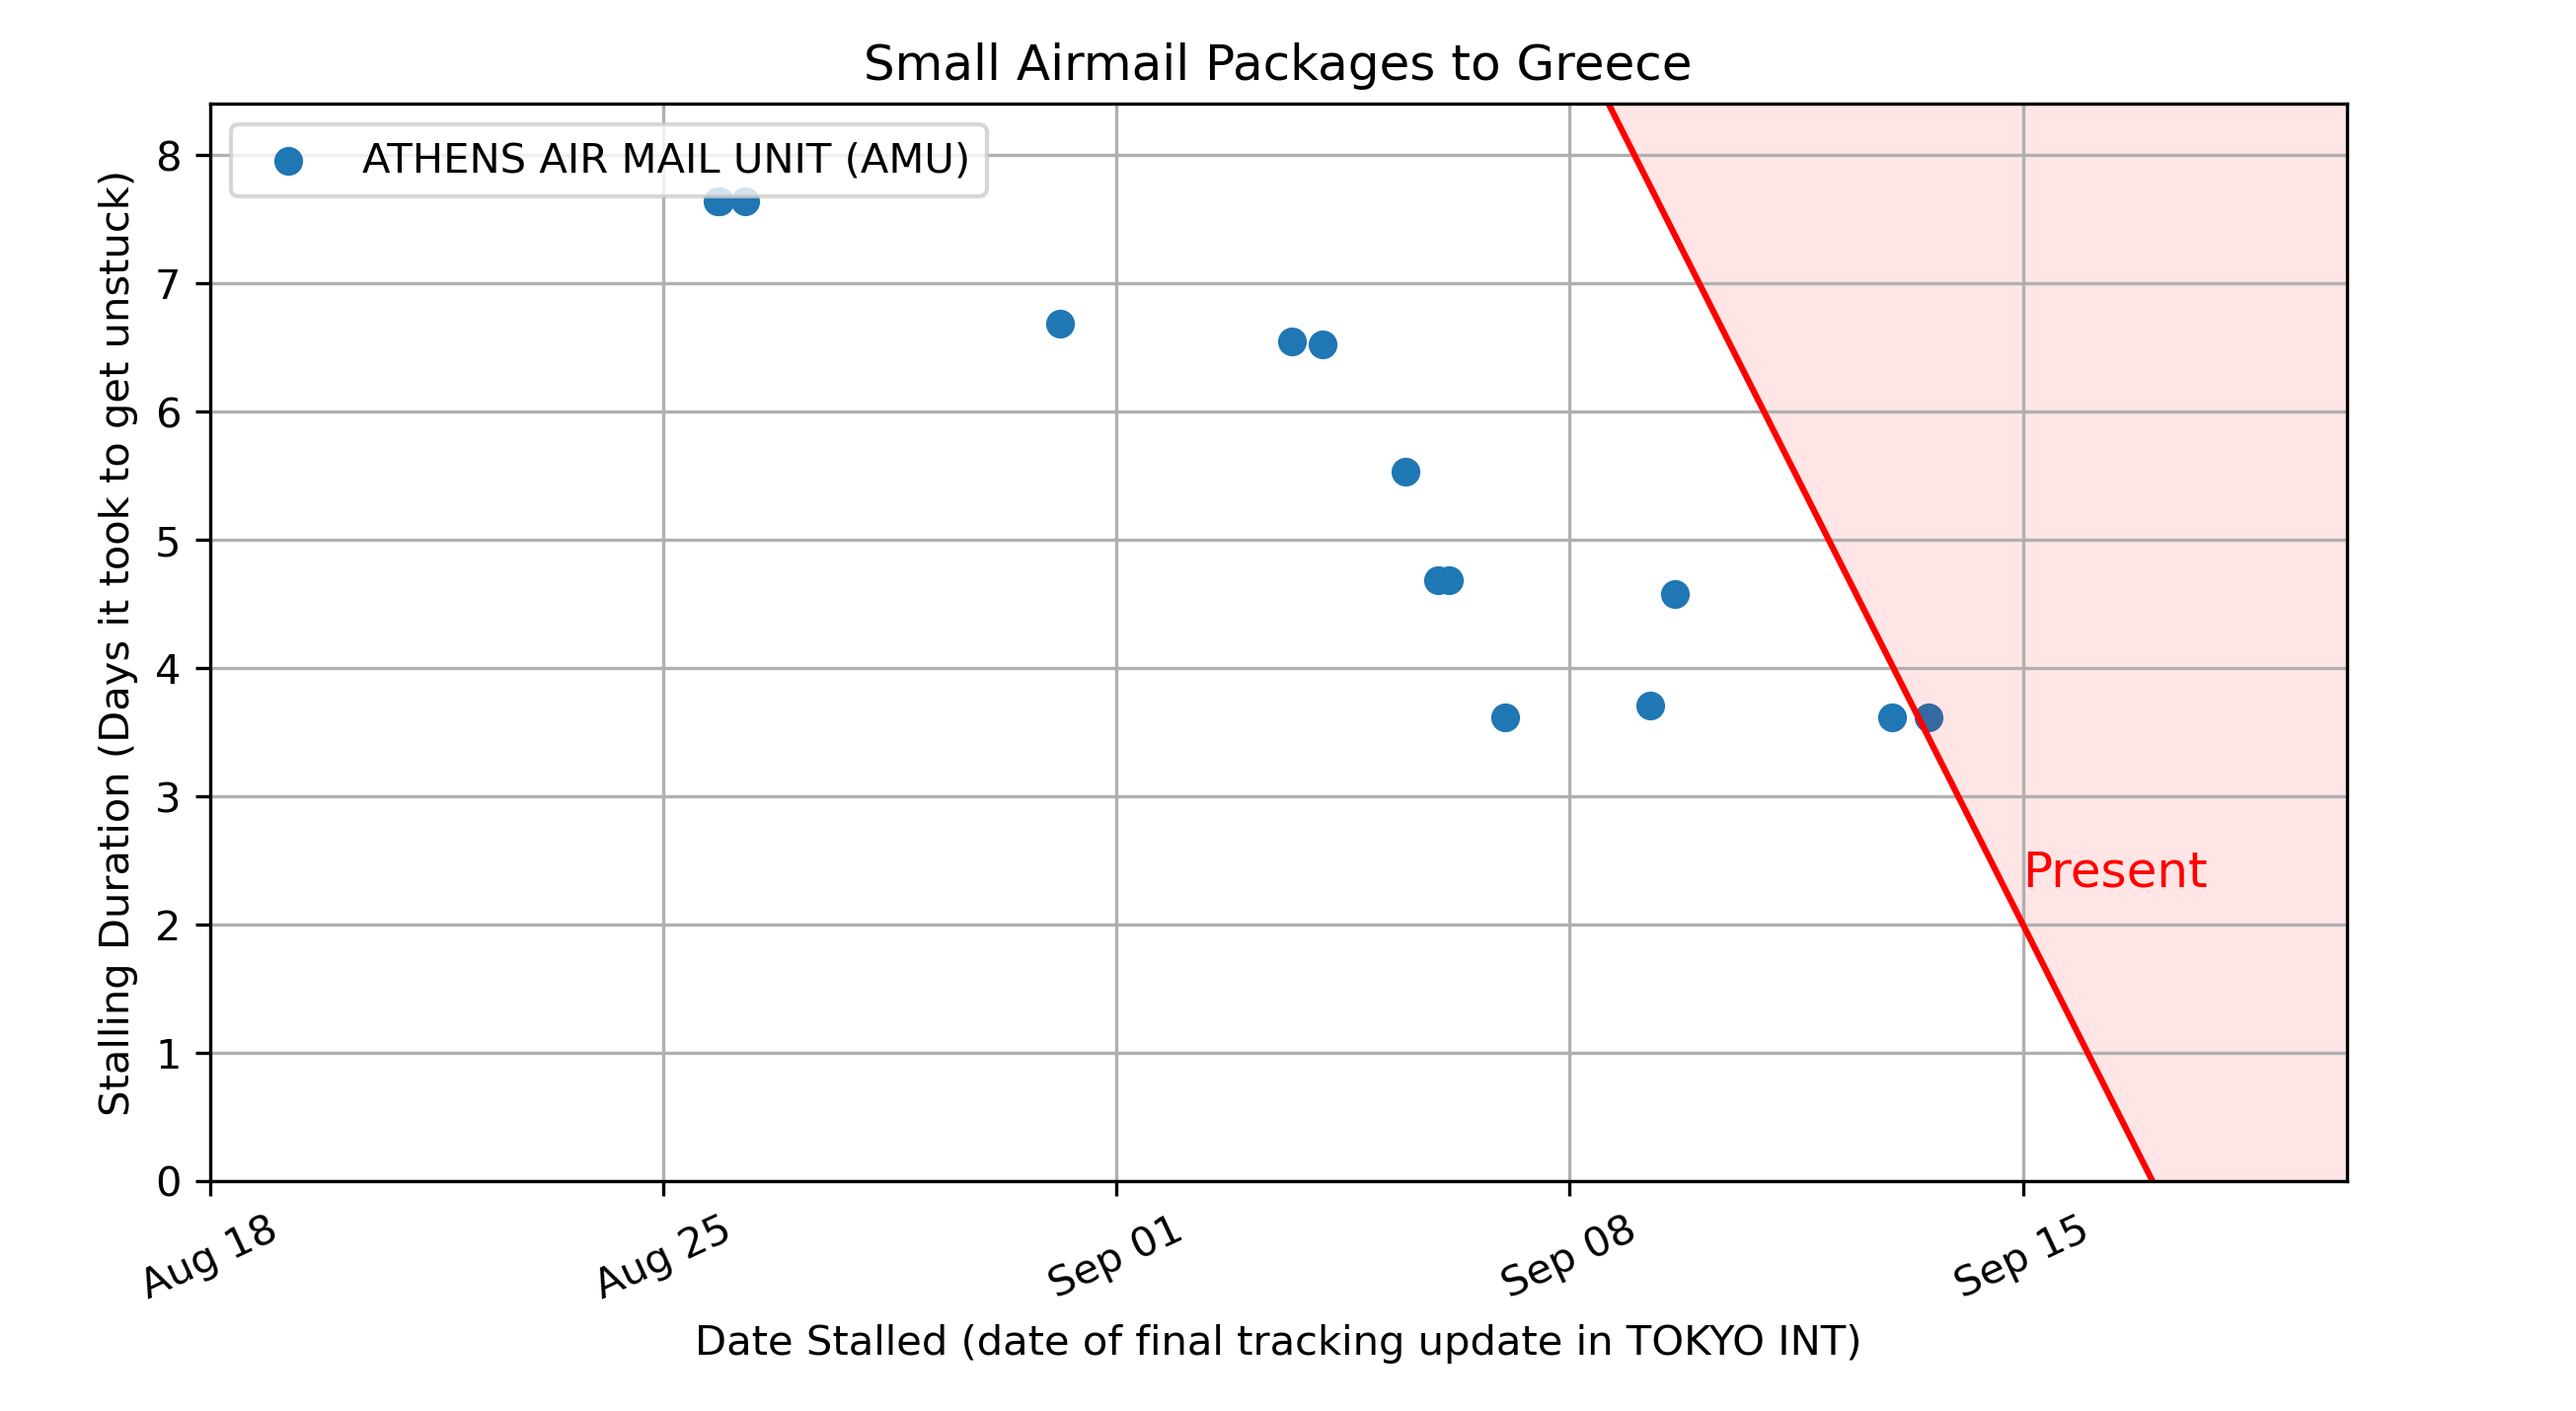 Small Airmail Packages to Greece
ATHENS AIR MAIL UNIT (AMU)
Stalling Duration (Days it took to get unstuck)
8
7
6
5
4
3
2
1
0
Present
Aug 18
Aug 25
Sep 01
Sep 08
Sep 15
Date Stalled (date of final tracking update in TOKYO INT)